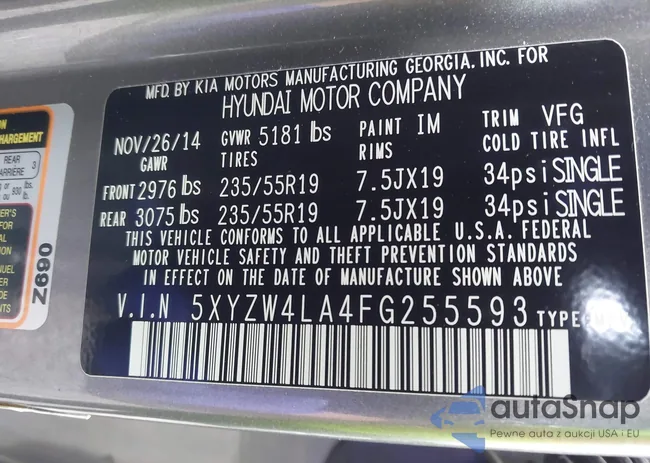 MFD. BY KIA MOTORS MANUFACTURING GEORGIA. INC. FOR
HYUNDAI MOTOR COMPANY
NOV/26/14 GVWR 5181 lbs PAINT IM TRIM VFG
GAWR TIRES RIMS COLD TIRE INFL
FRONT 2976 lbs 235/55R19 7.5JX19 34psi SINGLE
REAR 3075 lbs 235/55R19 7.5JX19 34psi SINGLE
THIS VEHICLE CONFORMS TO ALL APPLICABLE U.S.A. FEDERAL
MOTOR VEHICLE SAFETY AND THEFT PREVENTION STANDARDS
IN EFFECT ON THE DATE OF MANUFACTURE SHOWN ABOVE
V.I.N 5XYZW4LA4FG255593 TYPE
REAR
ARRIÈRE 3
Z690
autoSnap
Pewne auta z aukcji USA i EU